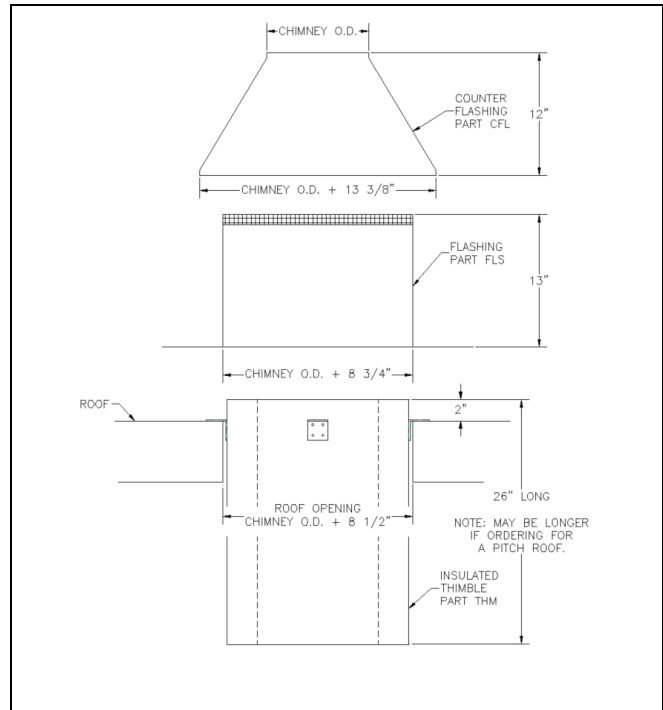 CHIMNEY O.D.
COUNTER
FLASHING
PART CFL
12"
CHIMNEY O.D. + 13 3/8"
FLASHING
PART FLS
13"
CHIMNEY O.D. + 8 3/4"
ROOF
2"
26" LONG
NOTE: MAY BE LONGER
IF ORDERING FOR
A PITCH ROOF.
ROOF OPENING
CHIMNEY O.D. + 8 1/2"
INSULATED
THIMBLE
PART THM